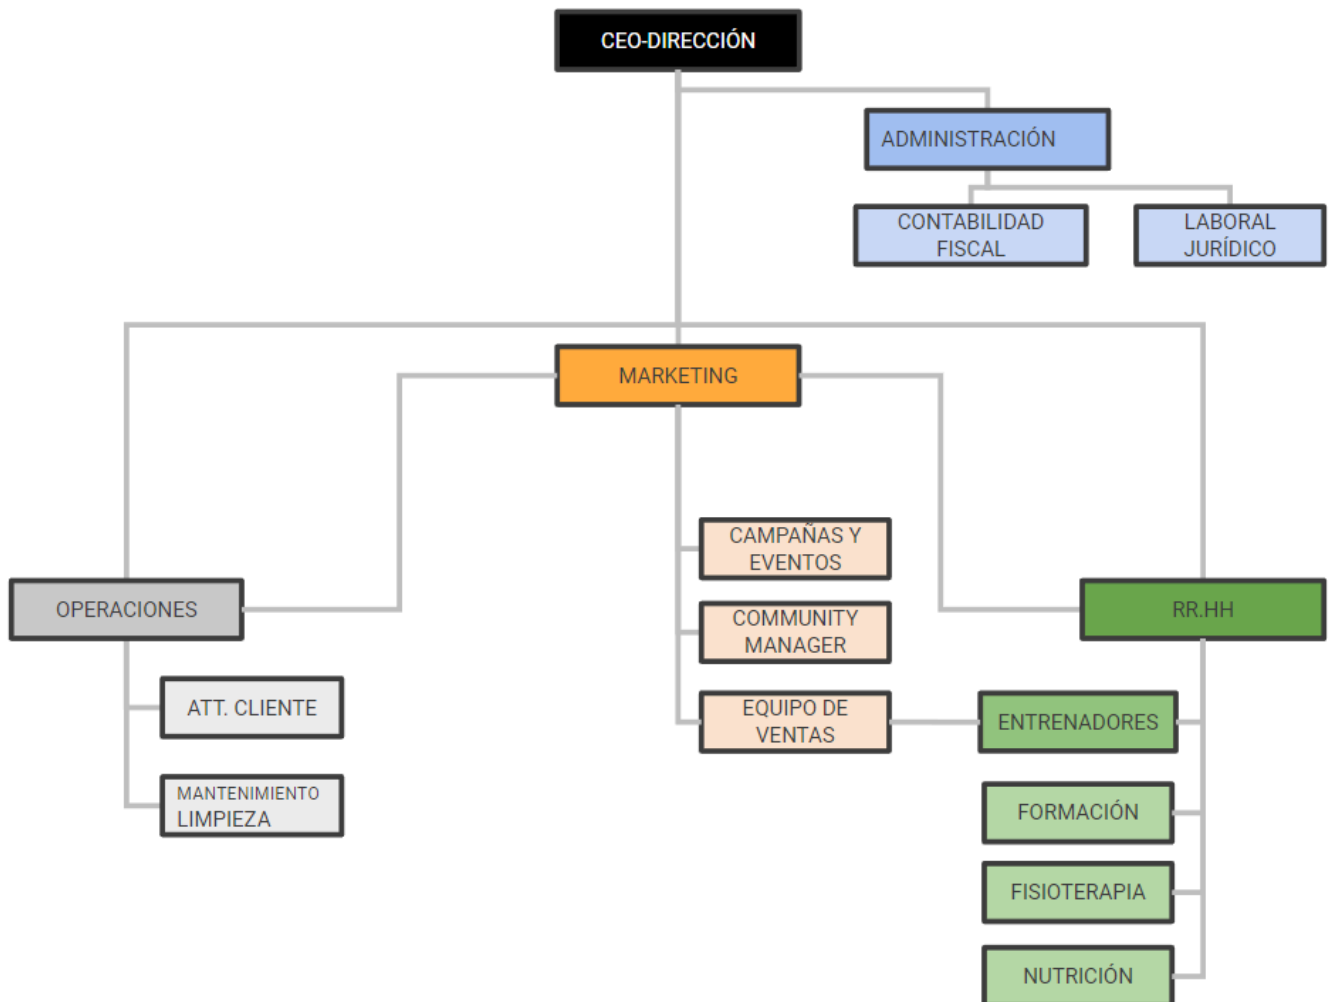 CEO-DIRECCIÓN
ADMINISTRACIÓN
CONTABILIDAD
FISCAL
LABORAL
JURÍDICO
MARKETING
CAMPAÑAS Y
EVENTOS
COMMUNITY
MANAGER
EQUIPO DE
VENTAS
OPERACIONES
ATT. CLIENTE
MANTENIMIENTO
LIMPIEZA
RR.HH
ENTRENADORES
FORMACIÓN
FISIOTERAPIA
NUTRICIÓN